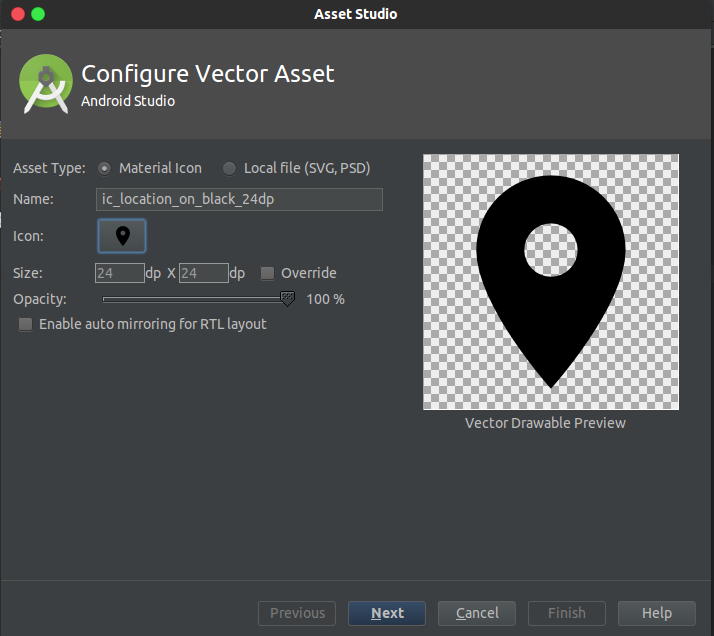 Asset Studio
Configure Vector Asset
Android Studio
Asset Type: Material Icon Local file (SVG, PSD)
Name: ic_location_on_black_24dp
Icon:
Size: 24 dp X 24 dp Override
Opacity: 100 %
Enable auto mirroring for RTL layout
Vector Drawable Preview
Previous Next Cancel Finish Help